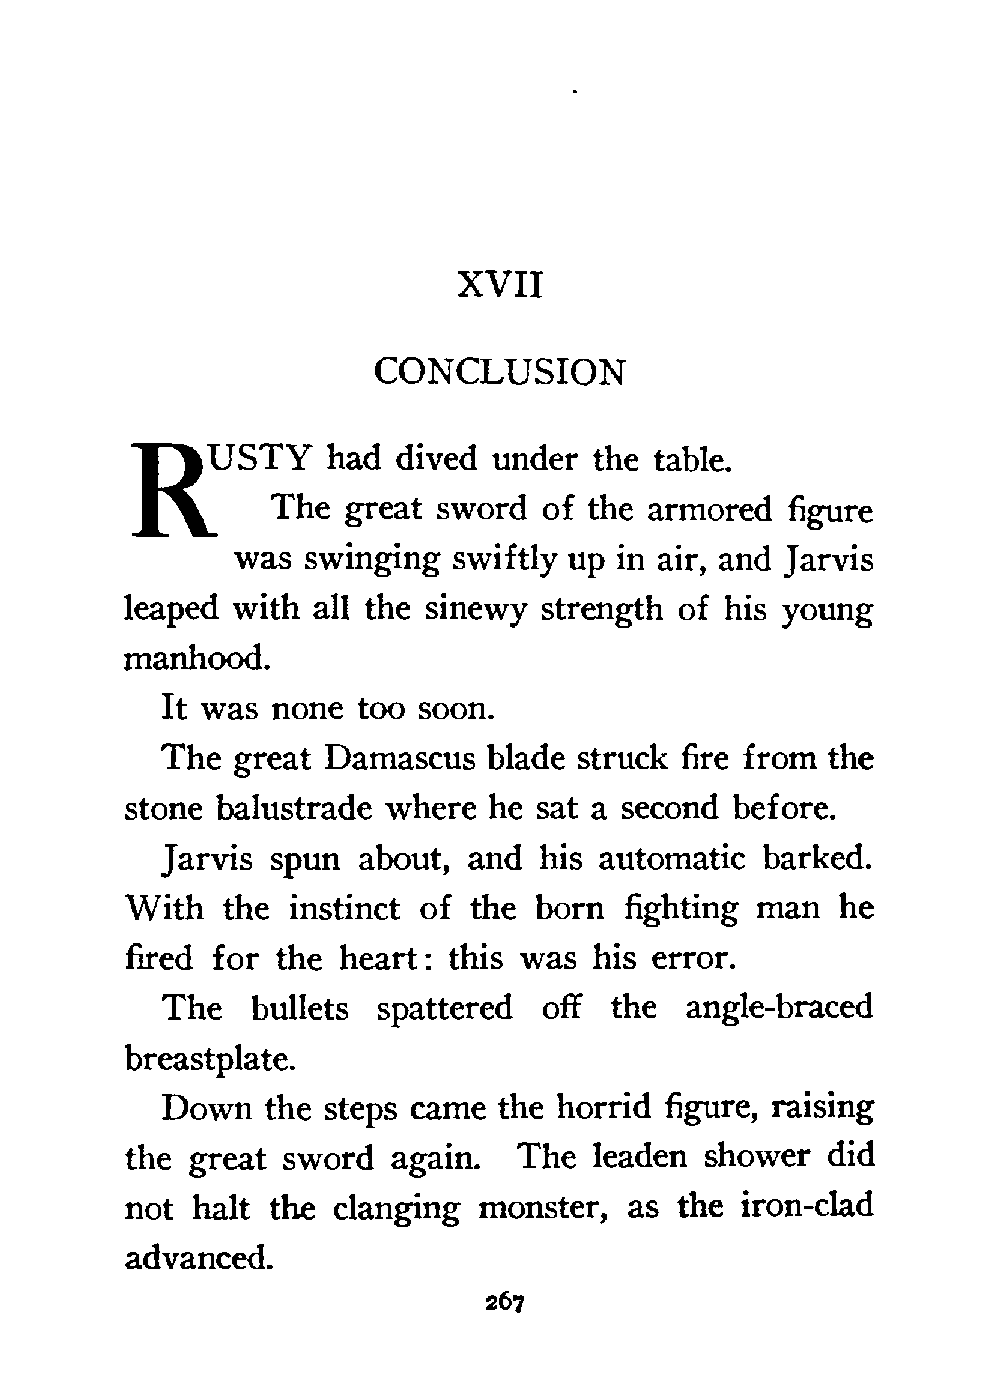 XVII
CONCLUSION
RUSTY had dived under the table.
The great sword of the armored figure
was swinging swiftly up in air, and Jarvis
leaped with all the sinewy strength of his young
manhood.
It was none too soon.
The great Damascus blade struck fire from the
stone balustrade where he sat a second before.
Jarvis spun about, and his automatic barked.
With the instinct of the born fighting man he
fired for the heart: this was his error.
The bullets spattered off the angle-braced
breastplate.
Down the steps came the horrid figure, raising
the great sword again. The leaden shower did
not halt the clanging monster, as the iron-clad
advanced.
267